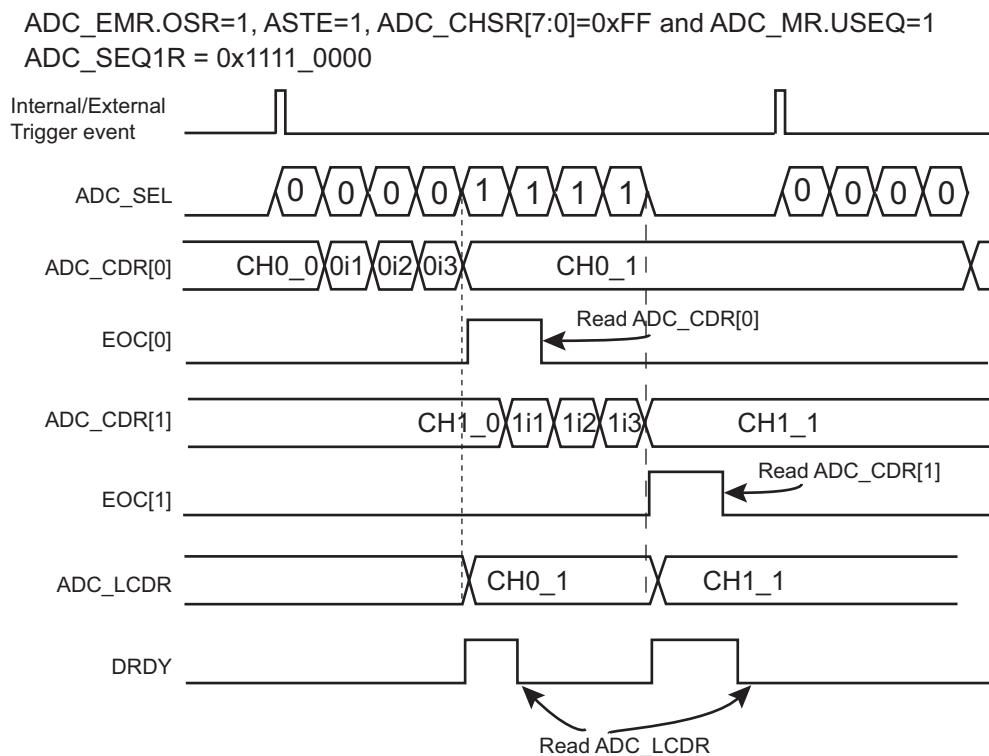 ADC_EMR.OSR=1, ASTE=1, ADC_CHSR[7:0]=0xFF and ADC_MR.USEQ=1
ADC_SEQ1R = 0x1111_0000
Internal/External
Trigger event
ADC_SEL 0 0 0 0 1 1 1 1 0 0 0 0
ADC_CDR[0] CH0_0 0i1 0i2 0i3 CH0_1
Read ADC_CDR[0]
EOC[0]
ADC_CDR[1] CH1_0 1i1 1i2 1i3 CH1_1
Read ADC_CDR[1]
EOC[1]
ADC_LCDR CH0_1 CH1_1
DRDY
Read ADC_LCDR